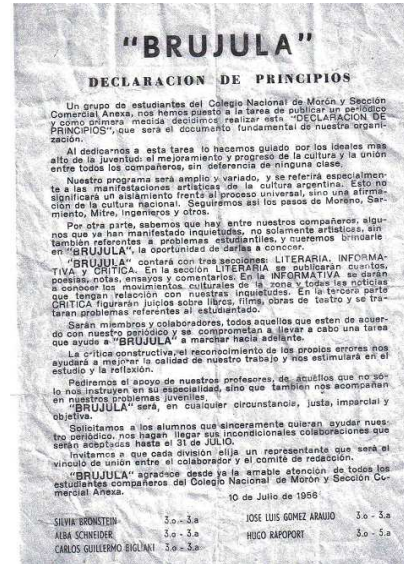 "BRUJULA"
DECLARACION DE PRINCIPIOS
Un grupo de estudiantes del Colegio Nacional de Morón y Sección
Comercial Anexa, nos hemos puesto a la tarea de publicar un periódico
y como primera medida decidimos realizar esta "DECLARACION DE
PRINCIPIOS", que será el documento fundamental de nuestra organi-
zación.
Al dedicarnos a esta tarea lo hacemos guiado por los ideales mas
alto de la juventud: el mejoramiento y progreso de la cultura y la unión
entre todos los compañeros, sin deferencia de ninguna clase.
Nuestro programa será amplio y variado, y se referirá especialmen-
te a las manifestaciones artísticas de la cultura argentina. Esto no
significará un aislamiento frente al proceso universal, sino una afirma-
ción de la cultural nacional. Seguiremos así los pasos de Moreno, Sar-
miento, Mitre, Ingenieros y otros.
Por otra parte, sabemos que hay entre nuestros compañeros, algu-
nos que ya han manifestado inquietudes, no solamente artísticas, sin
también referentes a problemas estudiantiles, y queremos brindarle
en "BRUJULA", la oportunidad de darlas a conocer.
"BRUJULA" contará con tres secciones: LITERARIA, INFORMA-
TIVA y CRITICA. En la sección LITERARIA se publicarán cuentos,
poesías, notas, ensayos y comentarios. En la INFORMATIVA se darán
a conocer los movimientos culturales de la zona y todas las noticias
que tengan relación con nuestras inquietudes. En la tercera parte
CRITICA figurarán juicios sobre libros, films, obras de teatro y se tra-
taran problemas referentes al estudiantado.
Serán miembros y colaboradores, todos aquellos que esten de acuer-
do con nuestro periódico y se comprometan a llevar a cabo una tarea
que ayude a "BRUJULA" a marchar hacia adelante.
La crítica constructiva, el reconocimiento de los propios errores nos
ayudará a mejorar la calidad de nuestro trabajo y nos estimulará en el
estudio y la reflexión.
Pediremos el apoyo de nuestros profesores, de aquéllos que no só-
lo nos instruyen en su especialidad, sino que también nos acompañan
en nuestros problemas juveniles.
"BRUJULA" será, en cualquier circunstancia, justa, imparcial y
objetiva.
Solicitamos a los alumnos que sinceramente quieran ayudar nues-
tro periódico, nos hagan llegar sus incondicionales colaboraciones que
serán aceptadas hasta el 31 de JULIO.
Invitamos a que cada división elija un representante que será el
vínculo de unión entre el colaborador y el comité de redacción.
"BRUJULA" agradece desde ya la amable atención de todos los
estudiantes compañeros del Colegio Nacional de Morón y Sección Co-
mercial Anexa.
10 de Julio de 1956
SILVIA BRONSTEIN 3.o - 3.a
ALBA SCHNEIDER 3.o - 3.a
CARLOS GUILLERMO BIGLIANI 3.o - 3.a
JOSE LUIS GOMEZ ARAUJO 3.o - 3.a
HUGO RAPOPORT 3.o - 5.a